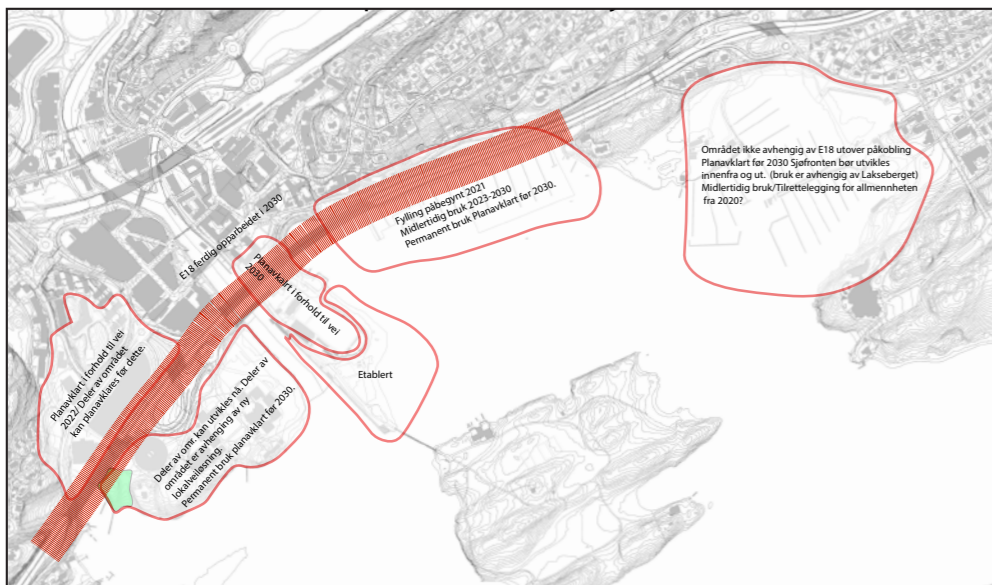 Området ikke avhengig av E18 utover påkobling
Planavklart før 2030 Sjøfronten bør utvikles
innenfra og ut. (bruk er avhengig av Lakseberget)
Midlertidig bruk/Tilrettelegging for allmennheten
fra 2020?
Fylling påbegynt 2021
Midlertidig bruk 2023-2030
Permanent bruk Planavklart før 2030.
E18 ferdig opparbeidet i 2030
Planavklart i forhold til vei
2030
Etablert
Planavklart i forhold til vei
2022/ Deler av området
kan planavklares før dette.
Deler av omr. kan utvikles nå. Deler av
området er avhenging av ny
lokalveiløsning.
Permanent bruk planavklart før 2030.